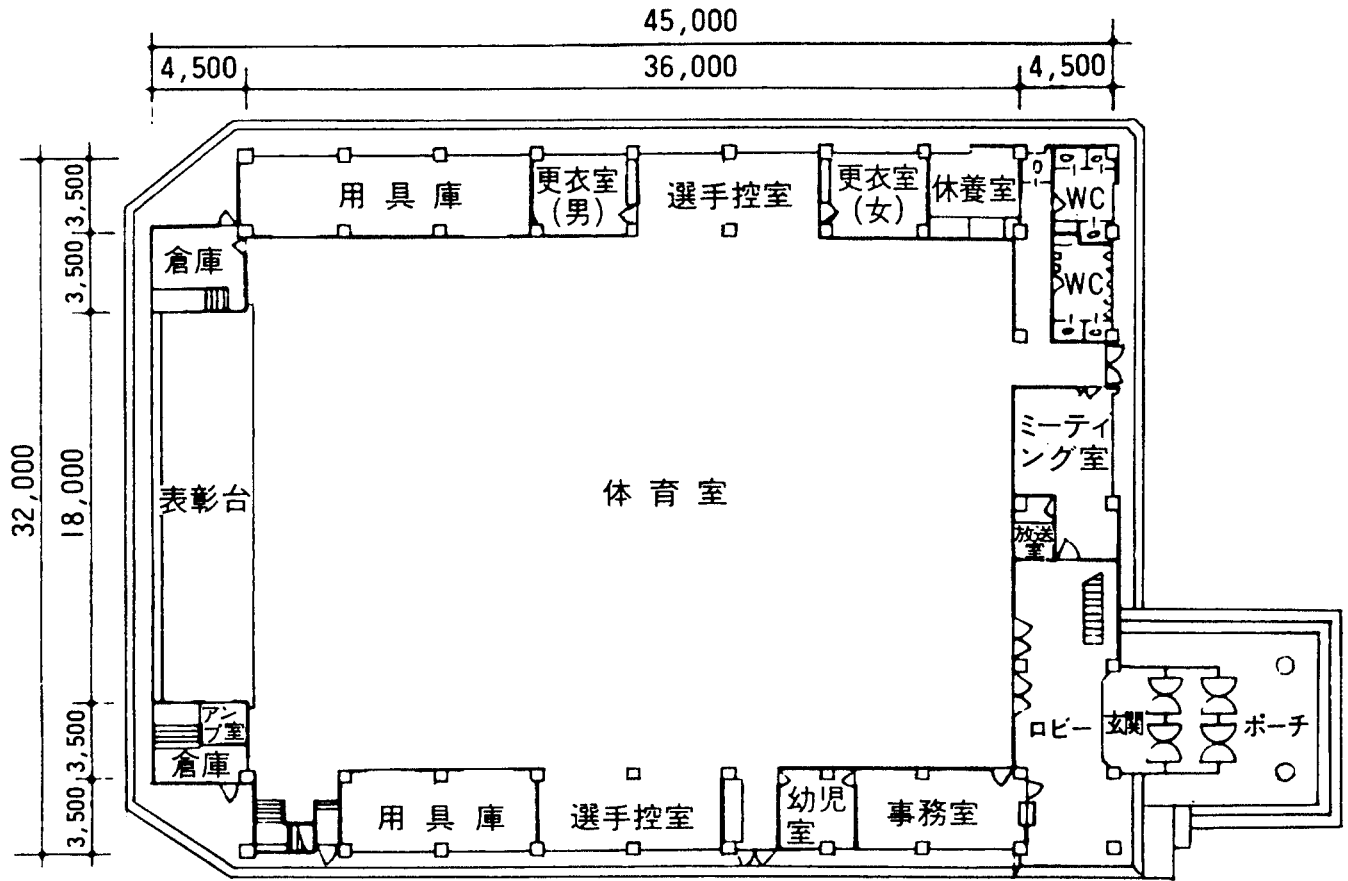 45,000
4,500
36,000
4,500
32,000
3,500
3,500
18,000
3,500
3,500
用具庫
更衣室
(男)
選手控室
更衣室
(女)
休養室
WC
WC
倉庫
表彰台
体育室
ミーティ
ング室
放送
室
アン
プ室
倉庫
ロビー
玄関
ポーチ
用具庫
選手控室
幼児
室
事務室